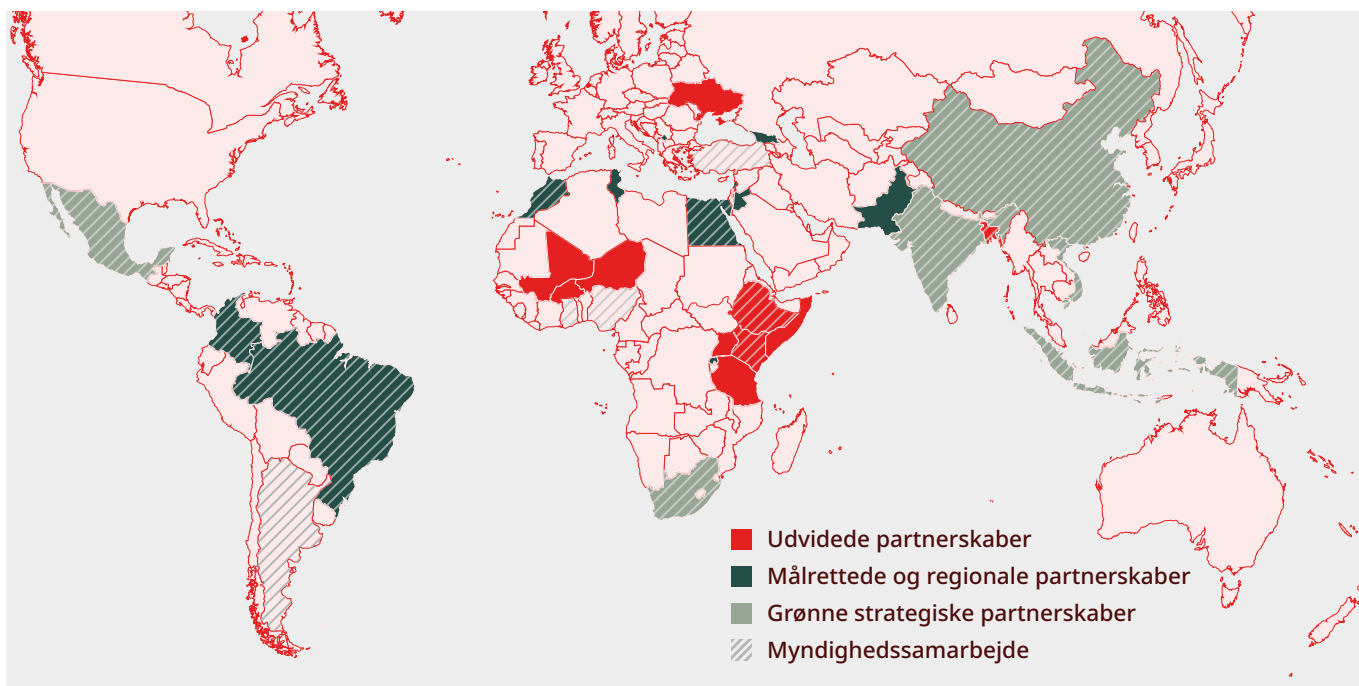 Udvidede partnerskaber
Målrettede og regionale partnerskaber
Grønne strategiske partnerskaber
Myndighedssamarbejde